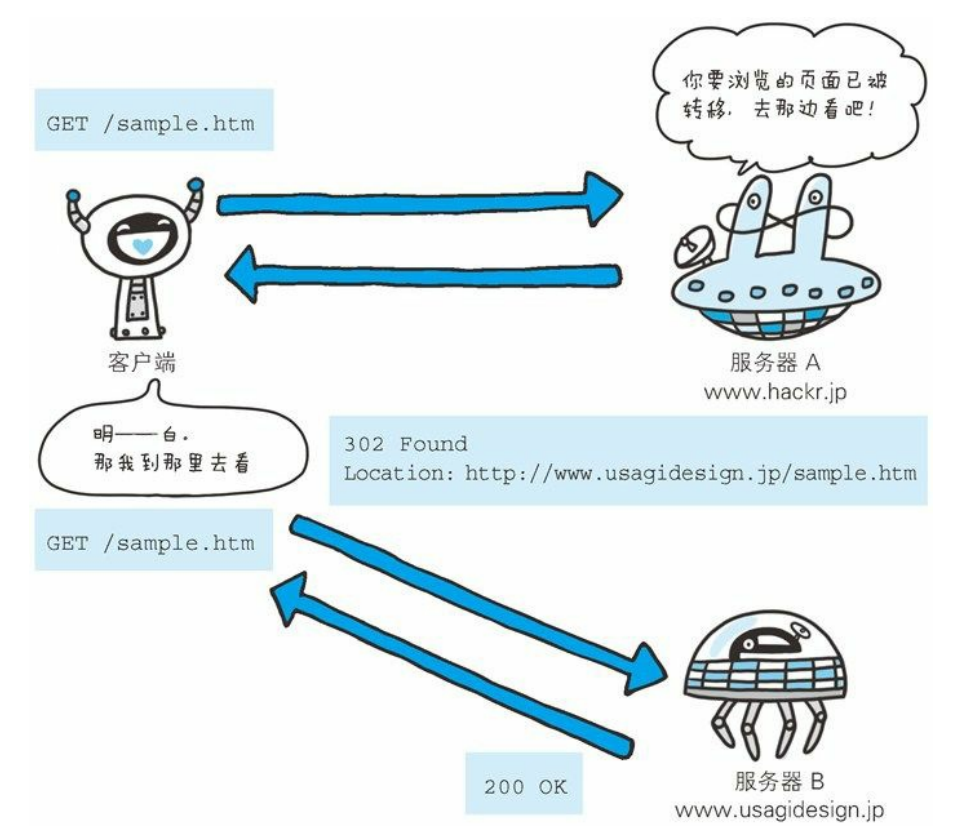 GET /sample.htm
你要浏览的页面已被
转移，去那边看吧！
客户端
服务器 A
www.hackr.jp
明——白。
那我到那里去看
302 Found
Location: http://www.usagidesign.jp/sample.htm
GET /sample.htm
200 OK
服务器 B
www.usagidesign.jp